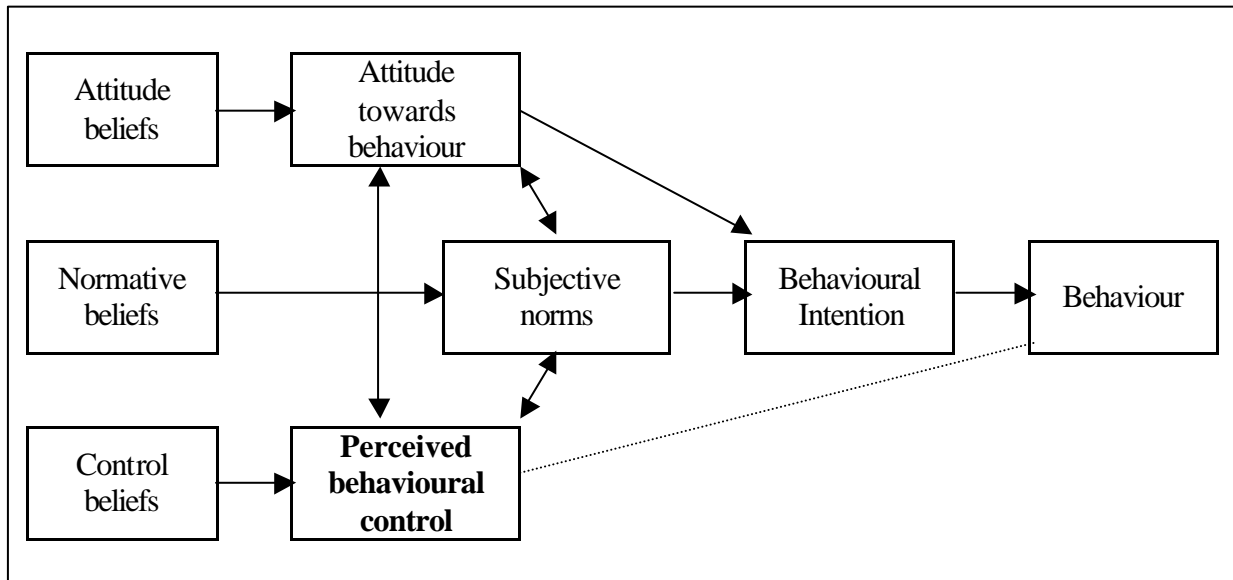 Attitude
beliefs
Attitude
towards
behaviour
Normative
beliefs
Subjective
norms
Behavioural
Intention
Behaviour
Control
beliefs
Perceived
behavioural
control